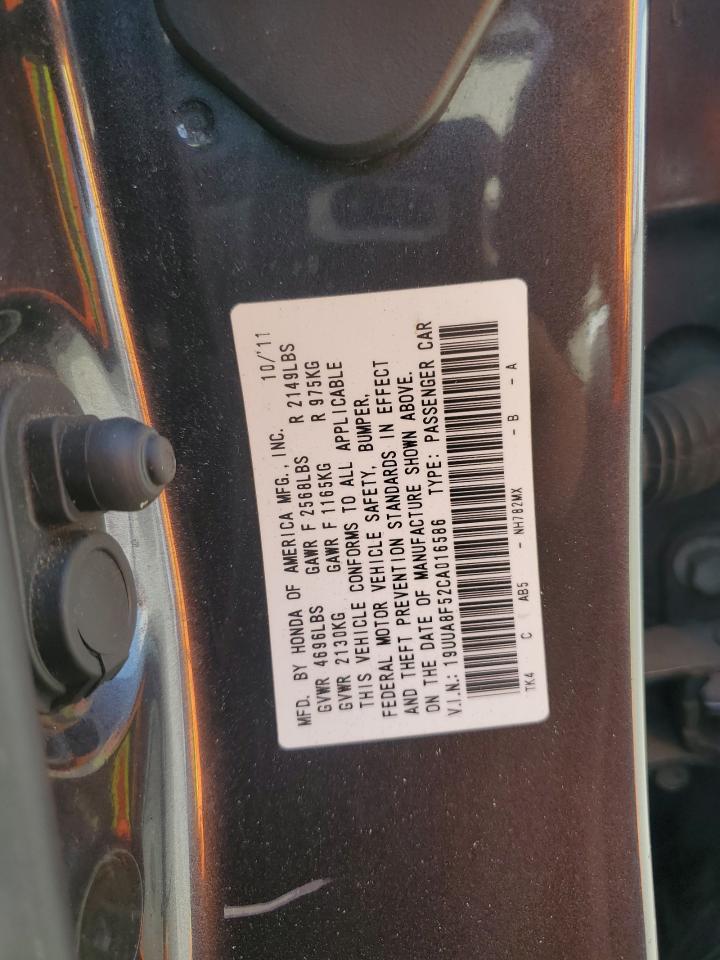 MFD. BY HONDA OF AMERICA MFG., INC. 10/'11
GVWR 4696LBS GAWR F 2568LBS R 2149LBS
GVWR 2130KG GAWR F 1165KG R 975KG
THIS VEHICLE CONFORMS TO ALL APPLICABLE
FEDERAL MOTOR VEHICLE SAFETY, BUMPER,
AND THEFT PREVENTION STANDARDS IN EFFECT
ON THE DATE OF MANUFACTURE SHOWN ABOVE.
V.I.N.: 19UUA8F52CA016586 TYPE: PASSENGER CAR
TK4 C AB5 - NH782MX - B - A